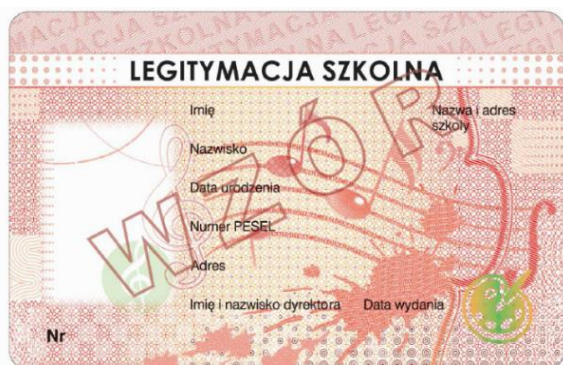 LEGITYMACJA SZKOLNA
Imię
Nazwa i adres
szkoły
Nazwisko
Data urodzenia
Numer PESEL
Adres
Imię i nazwisko dyrektora Data wydania
Nr
WZÓR